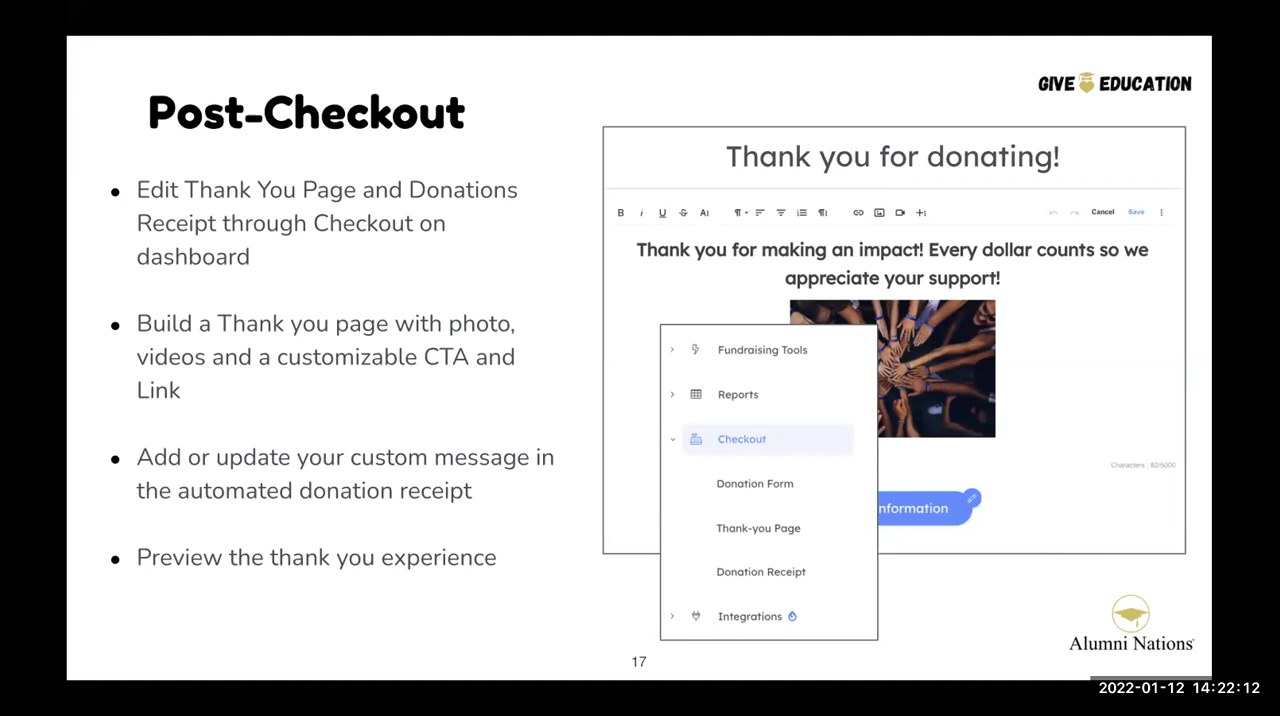 GIVE EDUCATION
Post-Checkout
Edit Thank You Page and Donations
Receipt through Checkout on
dashboard
Build a Thank you page with photo,
videos and a customizable CTA and
Link
Add or update your custom message in
the automated donation receipt
Preview the thank you experience
Thank you for donating!
Cancel Save
Thank you for making an impact! Every dollar counts so we
appreciate your support!
Fundraising Tools
Reports
Checkout
Donation Form
Thank-you Page
Donation Receipt
Integrations
Characters : 82/5000
nformation
Alumni Nations
17
2022-01-12 14:22:12